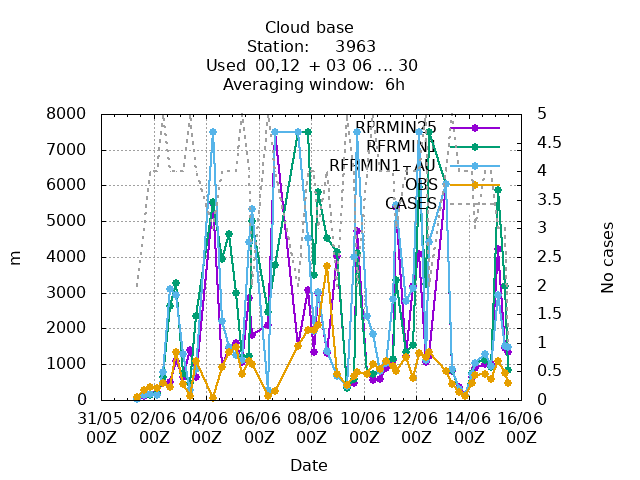 Cloud base
Station: 3963
Used 00,12 + 03 06 ... 30
Averaging window: 6h
8000
7000
6000
5000
4000
3000
2000
1000
0
m
5
4.5
4
3.5
3
2.5
2
1.5
1
0.5
0
No cases
RFRMIN25
RFRMIN1
RFRMIN1-AU
OBS
CASES
31/05 02/06 04/06 06/06 08/06 10/06 12/06 14/06 16/06
00Z 00Z 00Z 00Z 00Z 00Z 00Z 00Z 00Z
Date